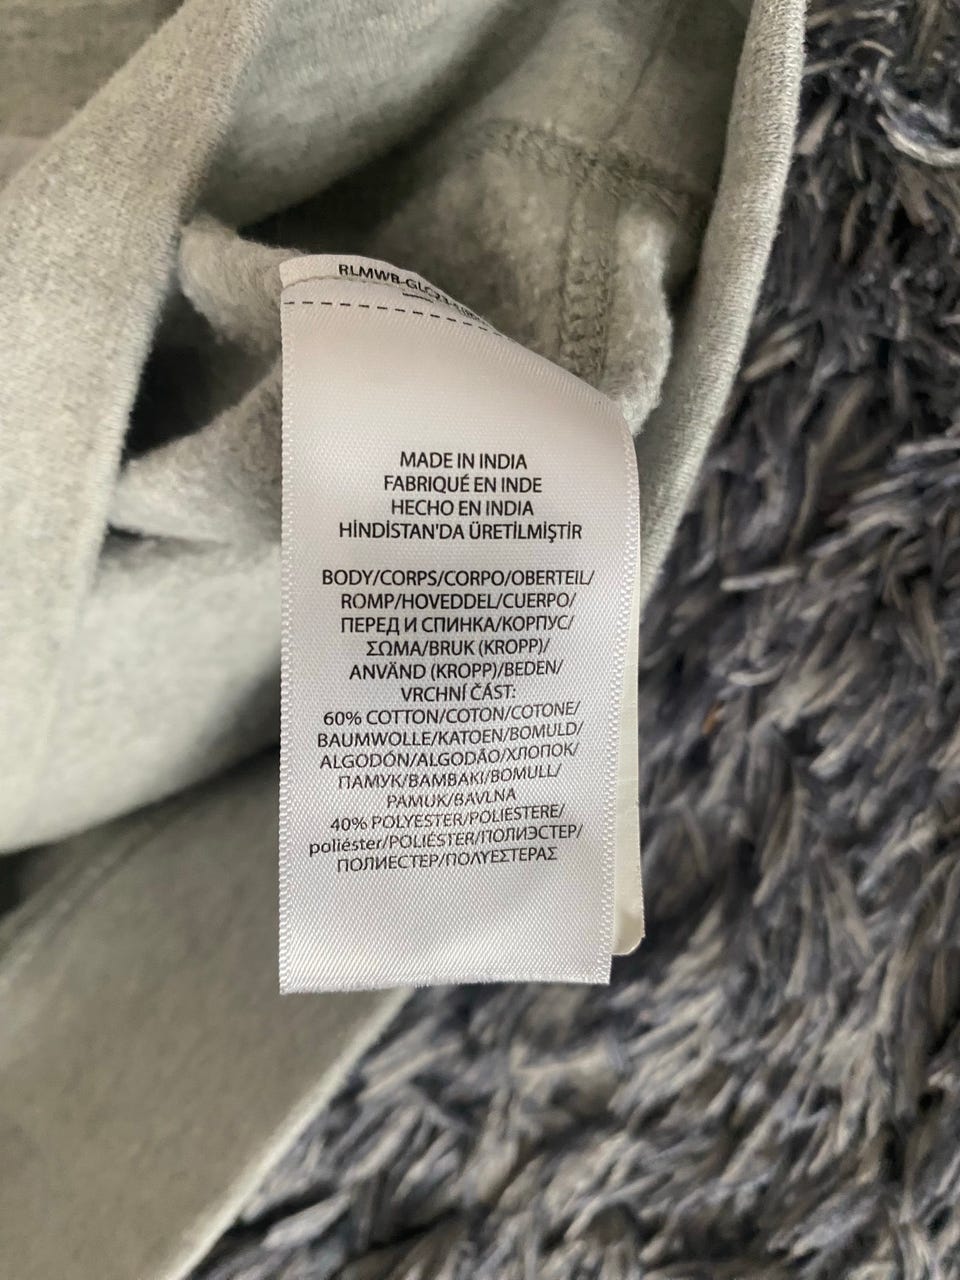 RLMWB-GLC23-
MADE IN INDIA
FABRIQUÉ EN INDE
HECHO EN INDIA
HİNDİSTAN'DA ÜRETİLMİŞTİR
BODY/CORPS/CORPO/OBERTEIL/
ROMP/HOVEDDEL/CUERPO/
ПЕРЕД И СПИНКА/КОРПУС/
ΣΩΜΑ/BRUK (KROPP)/
ANVÄND (KROPP)/BEDEN/
VRCHNÍ ČÁST:
60% COTTON/COTON/COTONE/
BAUMWOLLE/KATOEN/BOMULD/
ALGODÓN/ALGODÃO/ХЛОПОК/
ПАМУК/ΒΑΜΒΑΚΙ/BOMULL/
PAMUK/BAVLNA
40% POLYESTER/POLIESTERE/
poliéster/POLIÉSTER/ПОЛИЭСТЕР/
ПОЛИЕСТЕР/ΠΟΛΥΕΣΤΕΡΑΣ